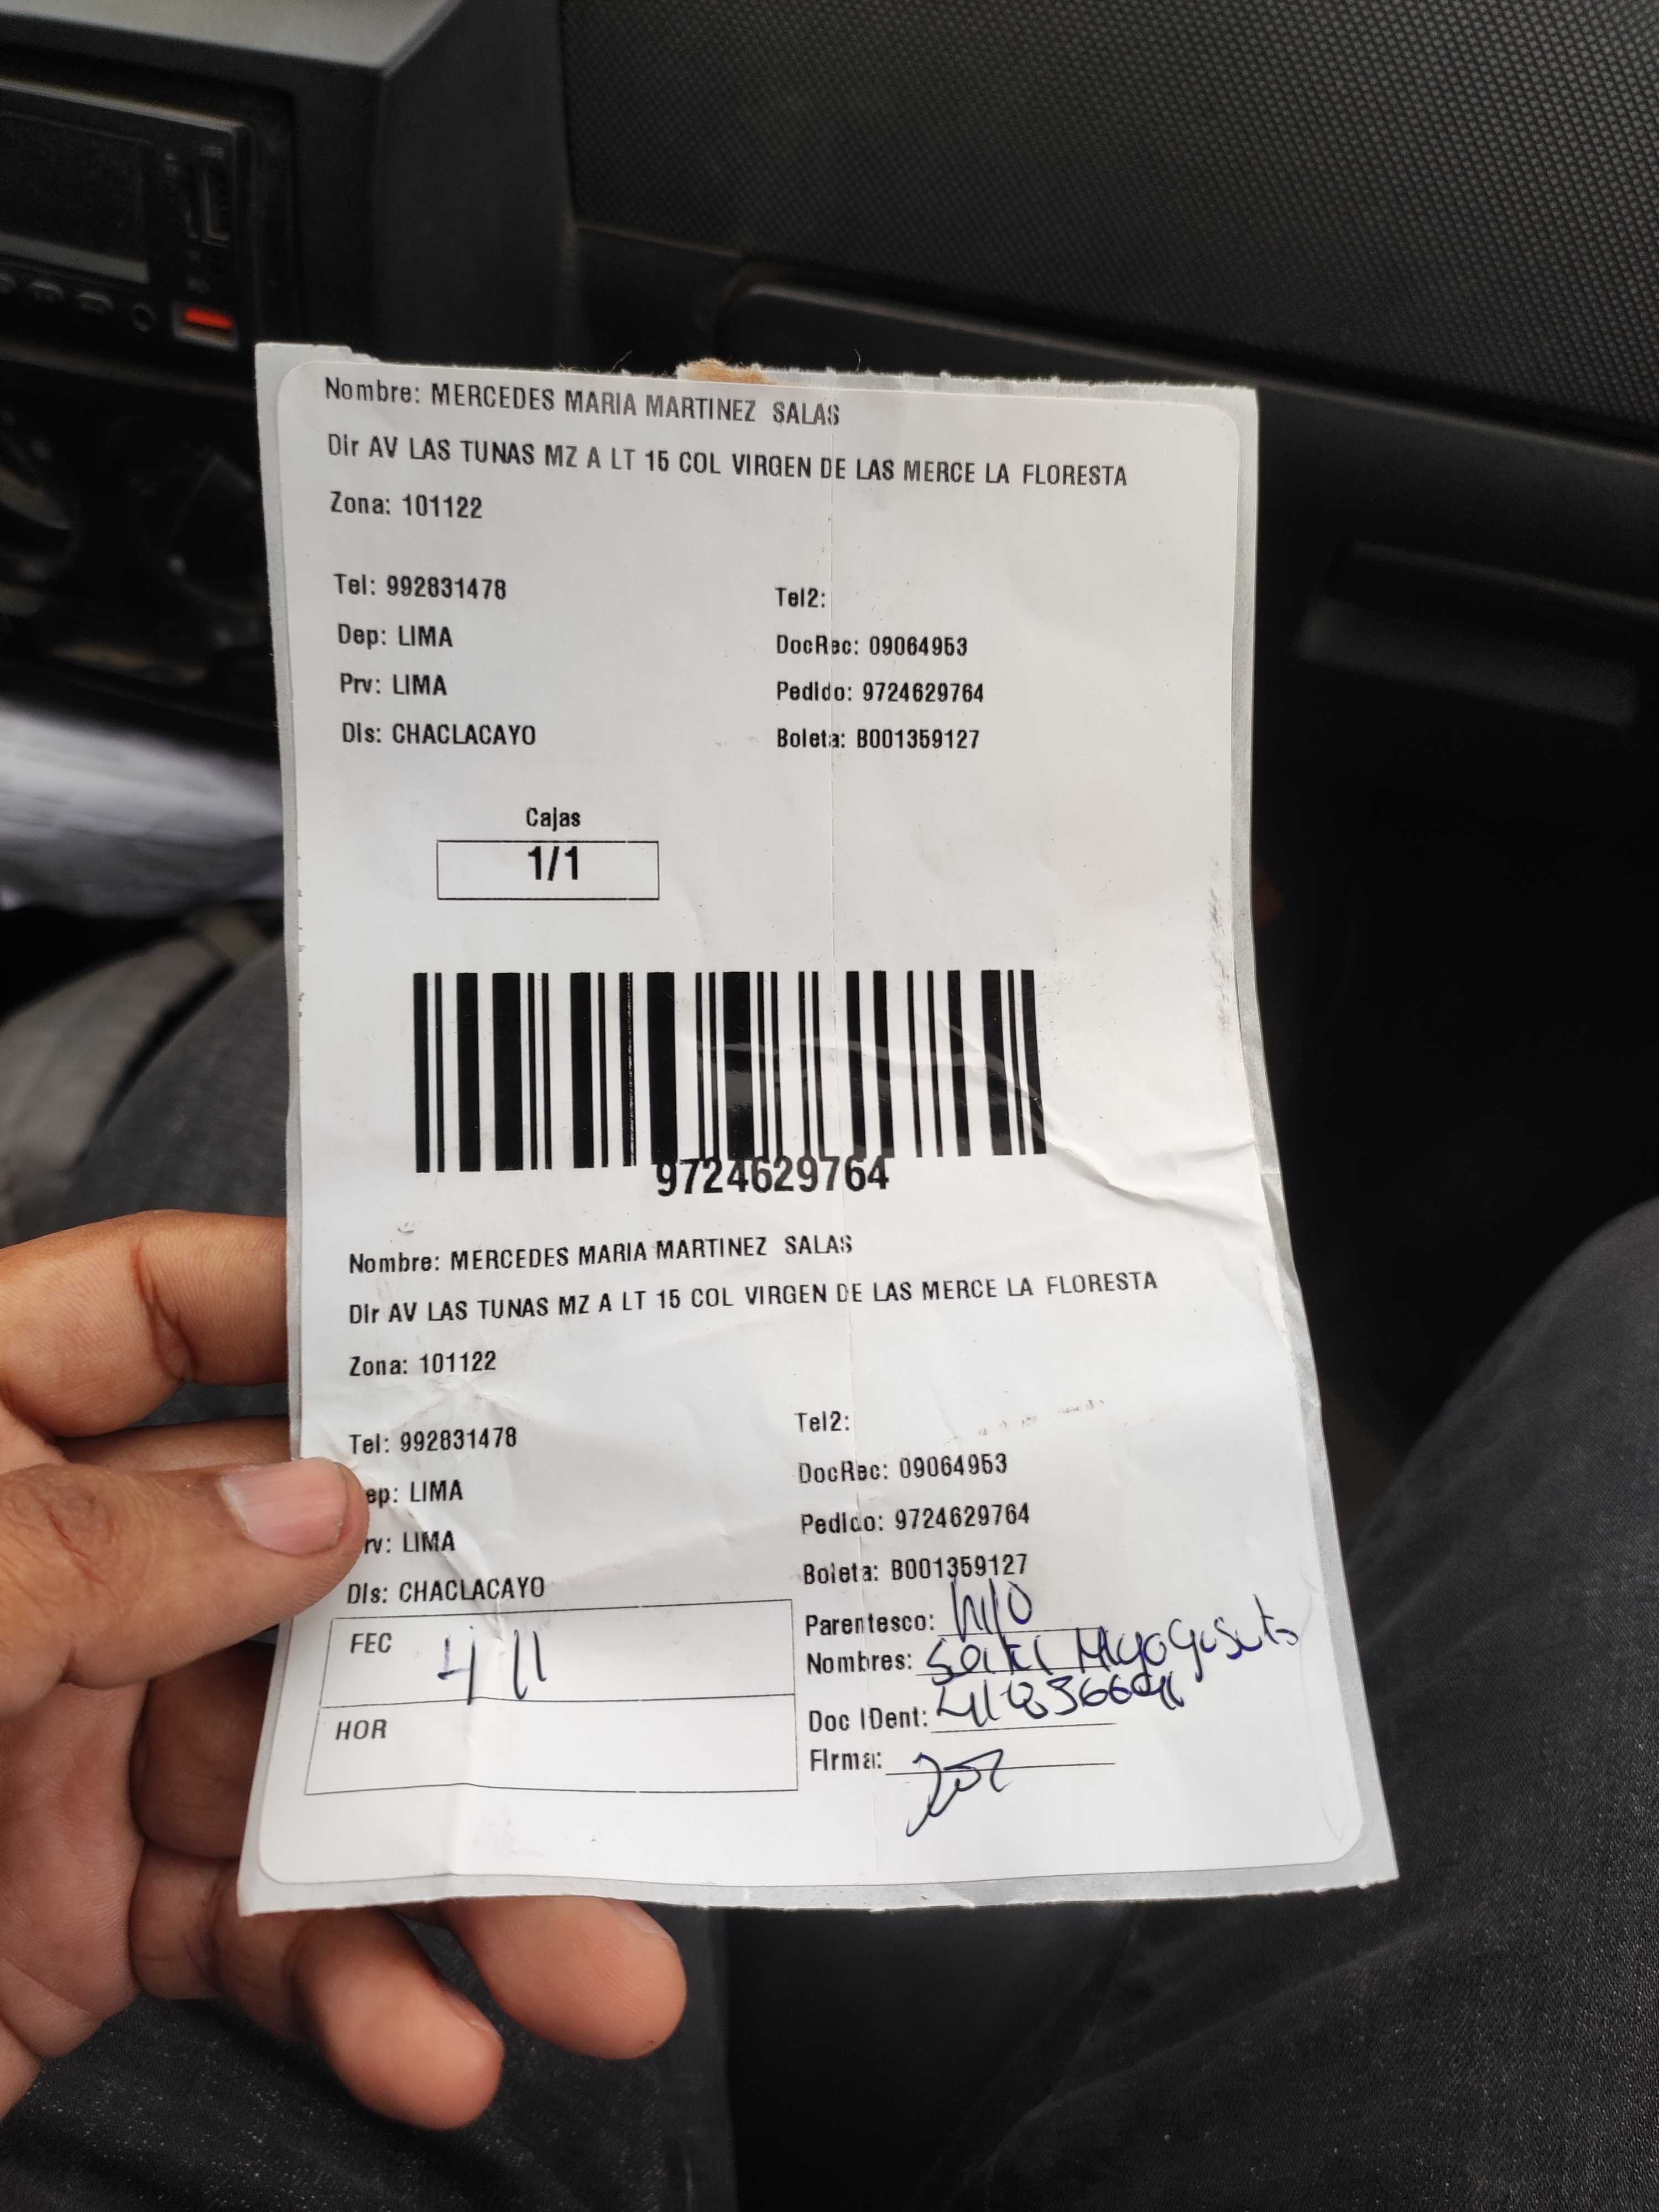 Nombre: MERCEDES MARIA MARTINEZ SALAS
Dir AV LAS TUNAS MZ A LT 15 COL VIRGEN DE LAS MERCE LA FLORESTA
Zona: 101122
Tel: 992831478 Tel2:
Dep: LIMA DocRec: 09064953
Prv: LIMA Pedido: 9724629764
Dis: CHACLACAYO Boleta: B001359127
Cajas
1/1
9724629764
Nombre: MERCEDES MARIA MARTINEZ SALAS
Dir AV LAS TUNAS MZ A LT 15 COL VIRGEN DE LAS MERCE LA FLORESTA
Zona: 101122
Tel: 992831478 Tel2:
ep: LIMA DocRec: 09064953
rv: LIMA Pedido: 9724629764
Dis: CHACLACAYO Boleta: B001359127
FEC 4 11 Parentesco: hijo
Nombres:
HOR Doc IDent:
Firma: